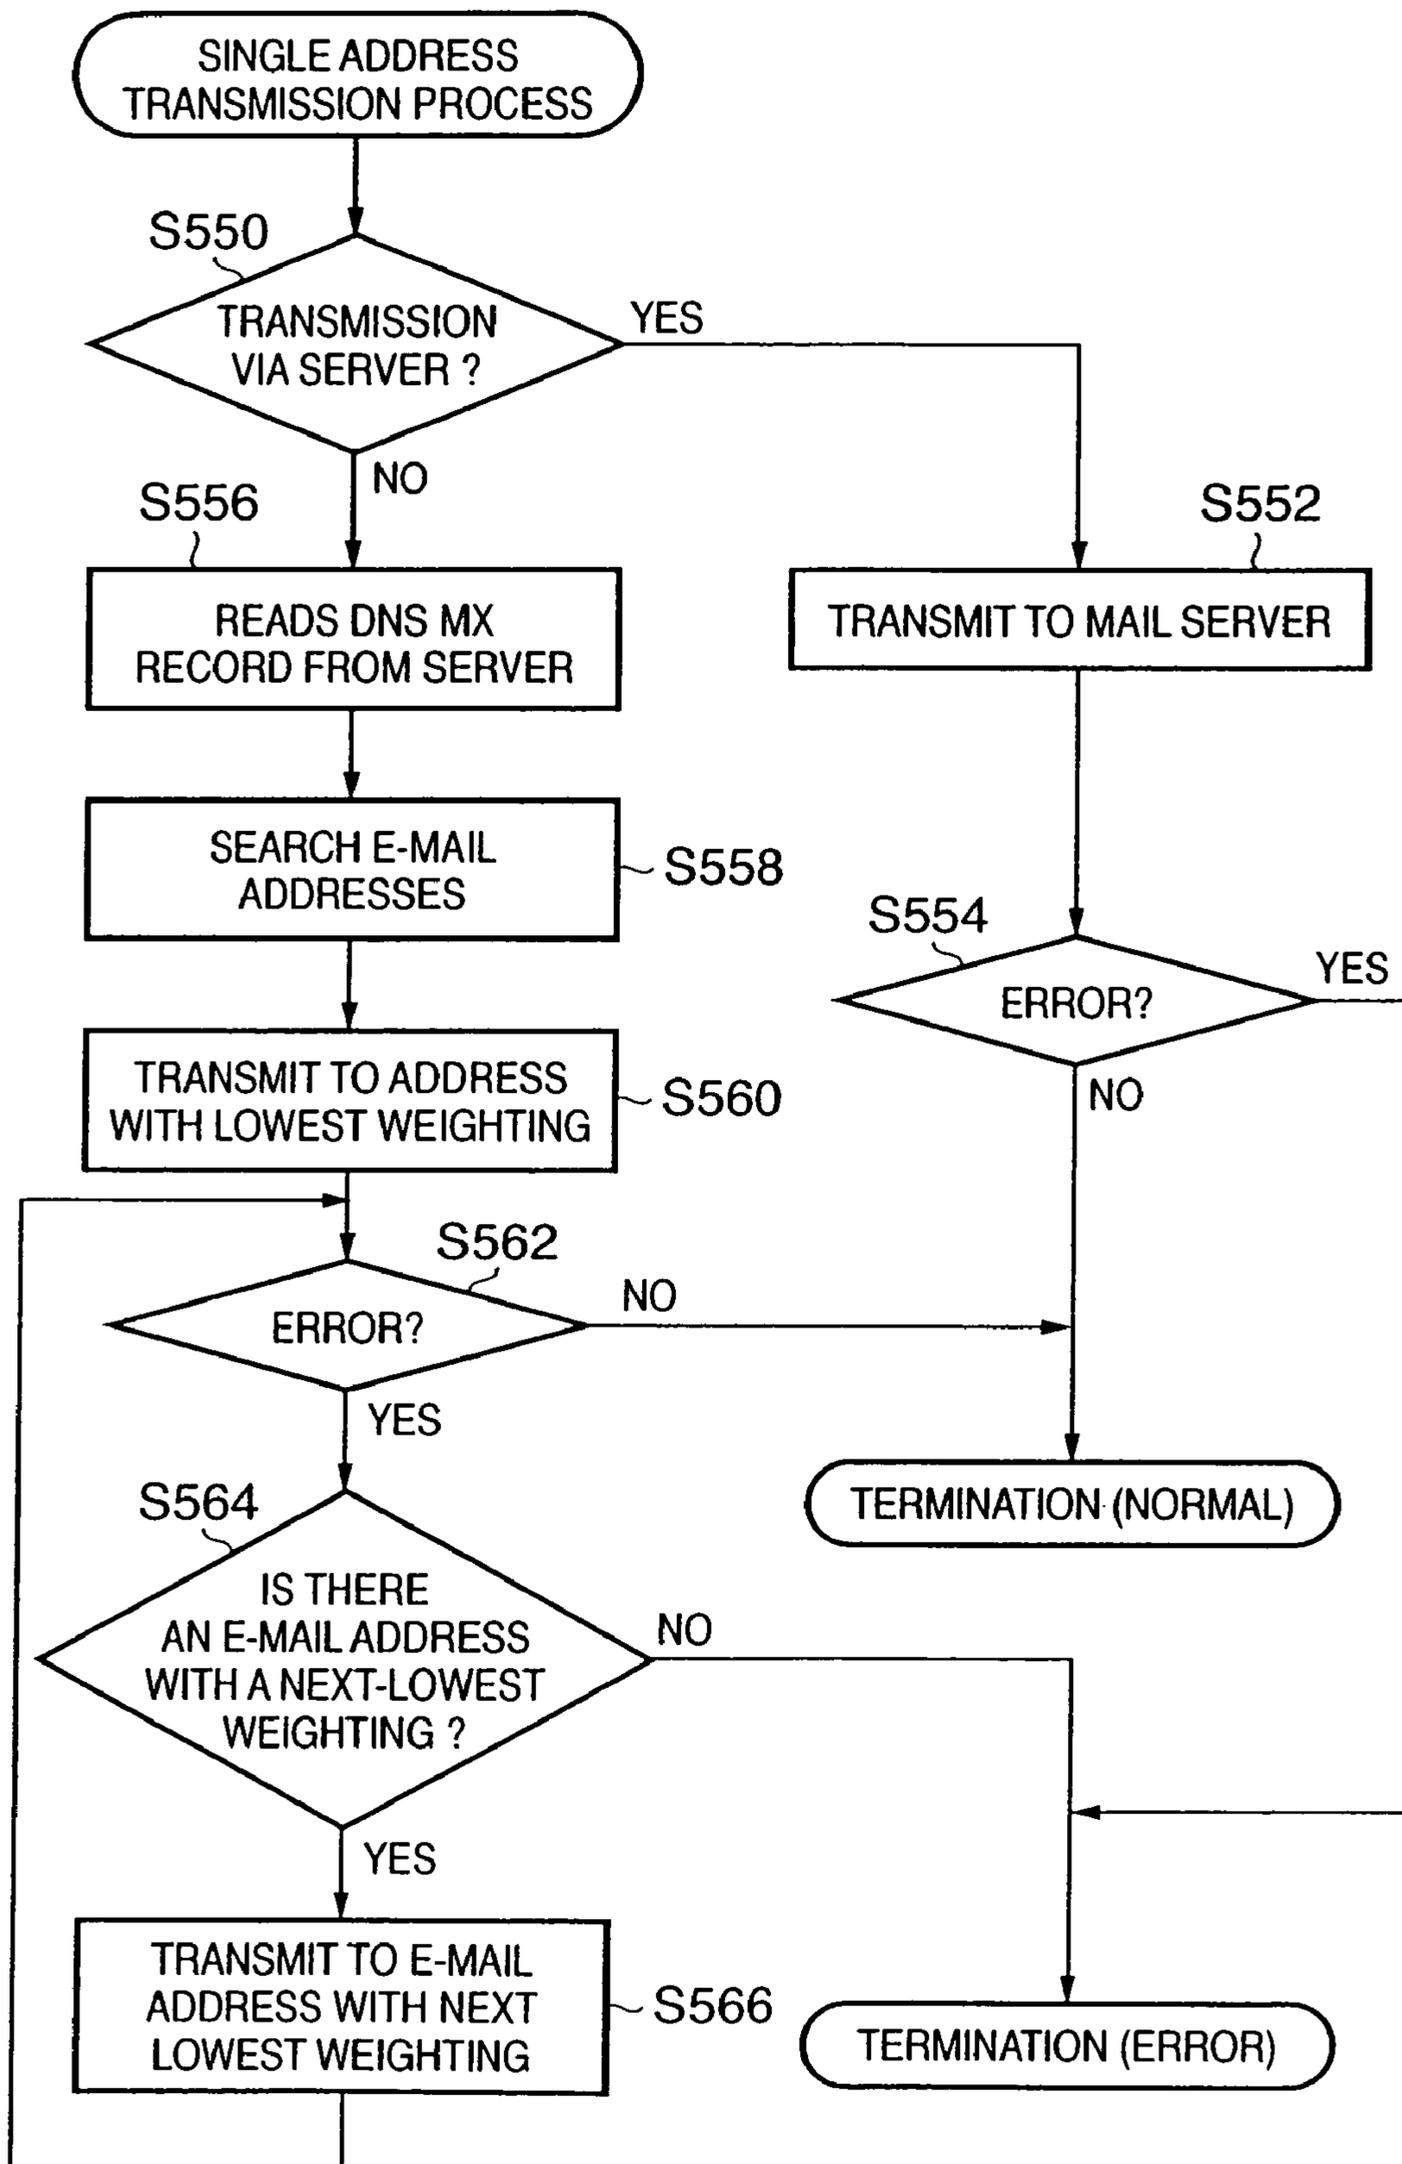 SINGLE ADDRESS
TRANSMISSION PROCESS
S550
TRANSMISSION
VIA SERVER ?
YES
NO
S556
READS DNS MX
RECORD FROM SERVER
S552
TRANSMIT TO MAIL SERVER
SEARCH E-MAIL
ADDRESSES
S558
S554
ERROR?
YES
NO
TRANSMIT TO ADDRESS
WITH LOWEST WEIGHTING
S560
S562
ERROR?
NO
YES
TERMINATION (NORMAL)
S564
IS THERE
AN E-MAIL ADDRESS
WITH A NEXT-LOWEST
WEIGHTING ?
NO
YES
TRANSMIT TO E-MAIL
ADDRESS WITH NEXT
LOWEST WEIGHTING
S566
TERMINATION (ERROR)